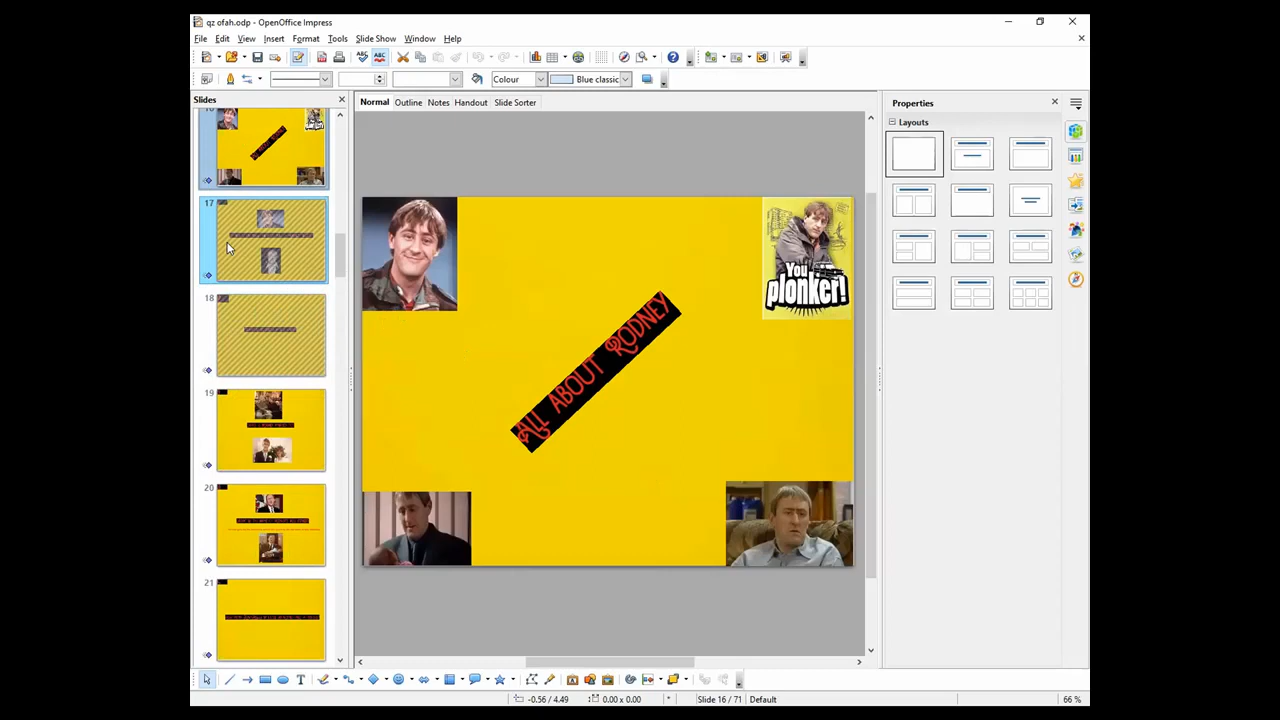 qz ofah.odp - OpenOffice Impress
File Edit View Insert Format Tools Slide Show Window Help
Colour Blue classic
Slides
Normal Outline Notes Handout Slide Sorter
Properties
Layouts
17
18
19
20
21
You
plonker!
All about Rodney
-0.56 / 4.49 0.00 x 0.00 * Slide 16 / 71 Default 66 %